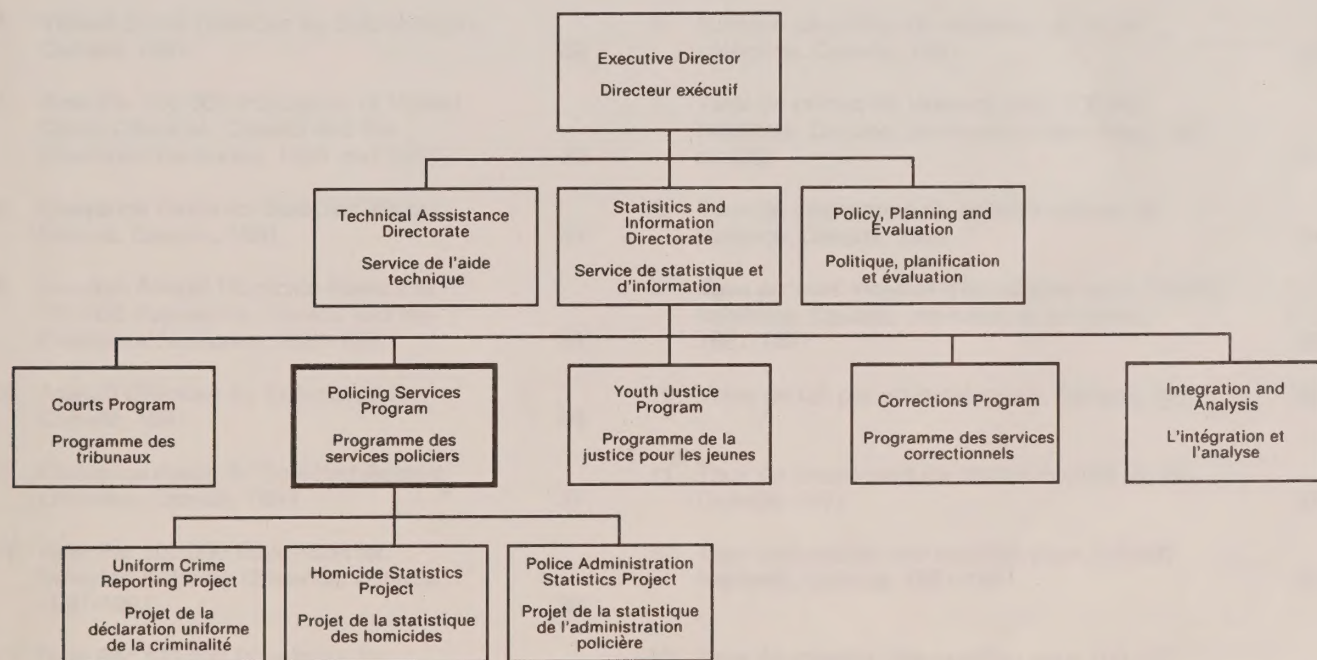 Executive Director
Directeur exécutif
Technical Asssistance
Directorate
Service de l'aide
technique
Statisitics and
Information
Directorate
Service de statistique et
d'information
Policy, Planning and
Evaluation
Politique, planification
et évaluation
Courts Program
Programme des
tribunaux
Policing Services
Program
Programme des
services policiers
Youth Justice
Program
Programme de la
justice pour les jeunes
Corrections Program
Programme des services
correctionnels
Integration and
Analysis
L'intégration et
l'analyse
Uniform Crime
Reporting Project
Projet de la
déclaration uniforme
de la criminalité
Homicide Statistics
Project
Projet de la statistique
des homicides
Police Administration
Statistics Project
Projet de la statistique
de l'administration
policière